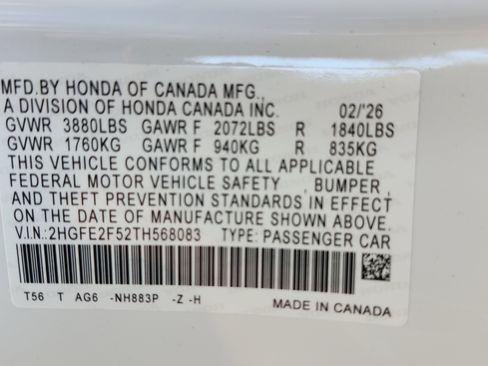 MFD.BY HONDA OF CANADA MFG.,
A DIVISION OF HONDA CANADA INC. 02/'26
GVWR 3880LBS GAWR F 2072LBS R 1840LBS
GVWR 1760KG GAWR F 940KG R 835KG
THIS VEHICLE CONFORMS TO ALL APPLICABLE
FEDERAL MOTOR VEHICLE SAFETY , BUMPER ,
AND THEFT PREVENTION STANDARDS IN EFFECT
ON THE DATE OF MANUFACTURE SHOWN ABOVE.
V.I.N.:2HGFE2F52TH568083 TYPE: PASSENGER CAR
T56 T AG6 -NH883P -Z -H
MADE IN CANADA